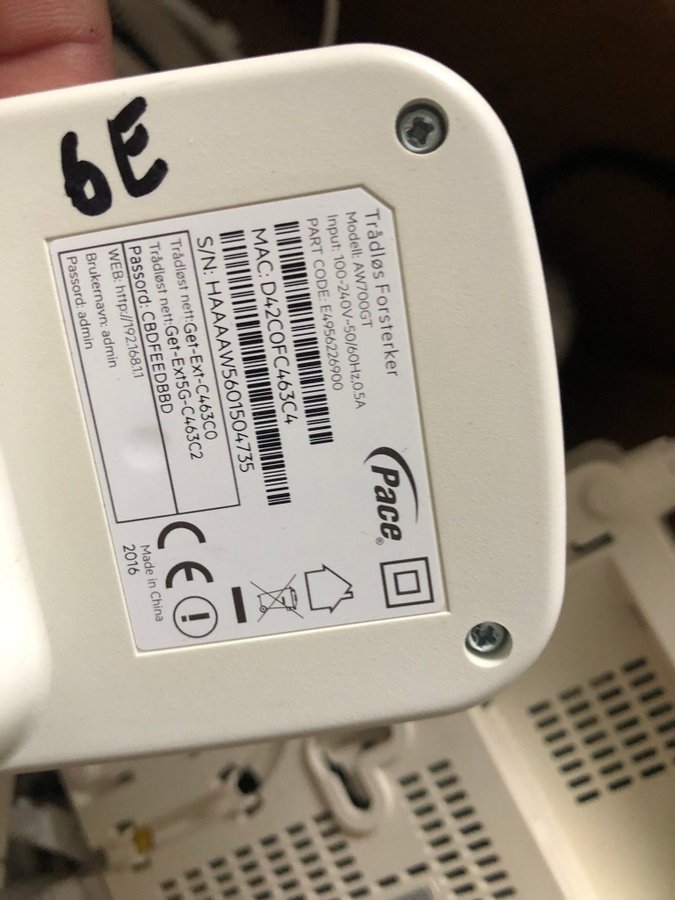 6E
Trådløs Forsterker
Modell: AW700GT
Input: 100-240V~50/60Hz,0.5A
PART CODE: E4956226900
MAC: D42C0FC463C4
S/N: HAAAAW5601504735
Trådløst nett:Get-Ext-C463C0
Trådløst nett:Get-Ext5G-C463C2
Passord: CBDFEEDBBD
WEB: http://192.168.1.1
Brukernavn: admin
Passord: admin
Pace®
CE
Made in China
2016